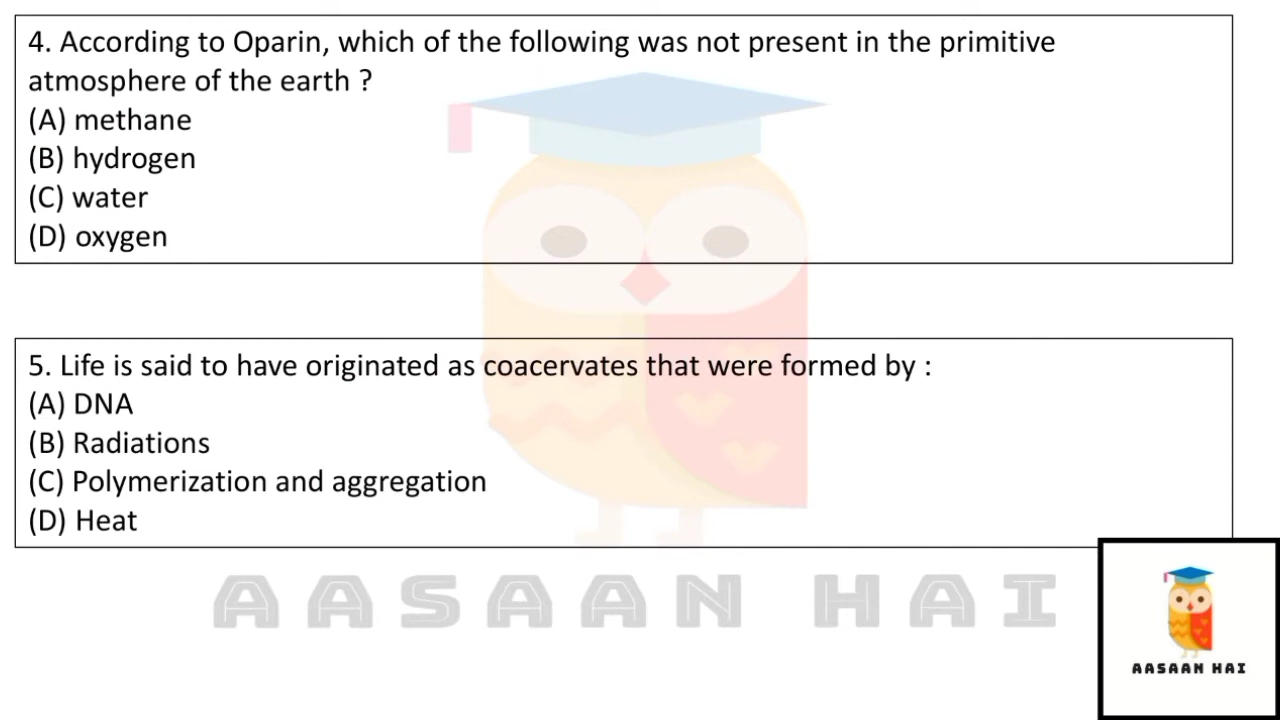 4. According to Oparin, which of the following was not present in the primitive
atmosphere of the earth ?
(A) methane
(B) hydrogen
(C) water
(D) oxygen
5. Life is said to have originated as coacervates that were formed by :
(A) DNA
(B) Radiations
(C) Polymerization and aggregation
(D) Heat
AASAAN HAI
AASAAN HAI